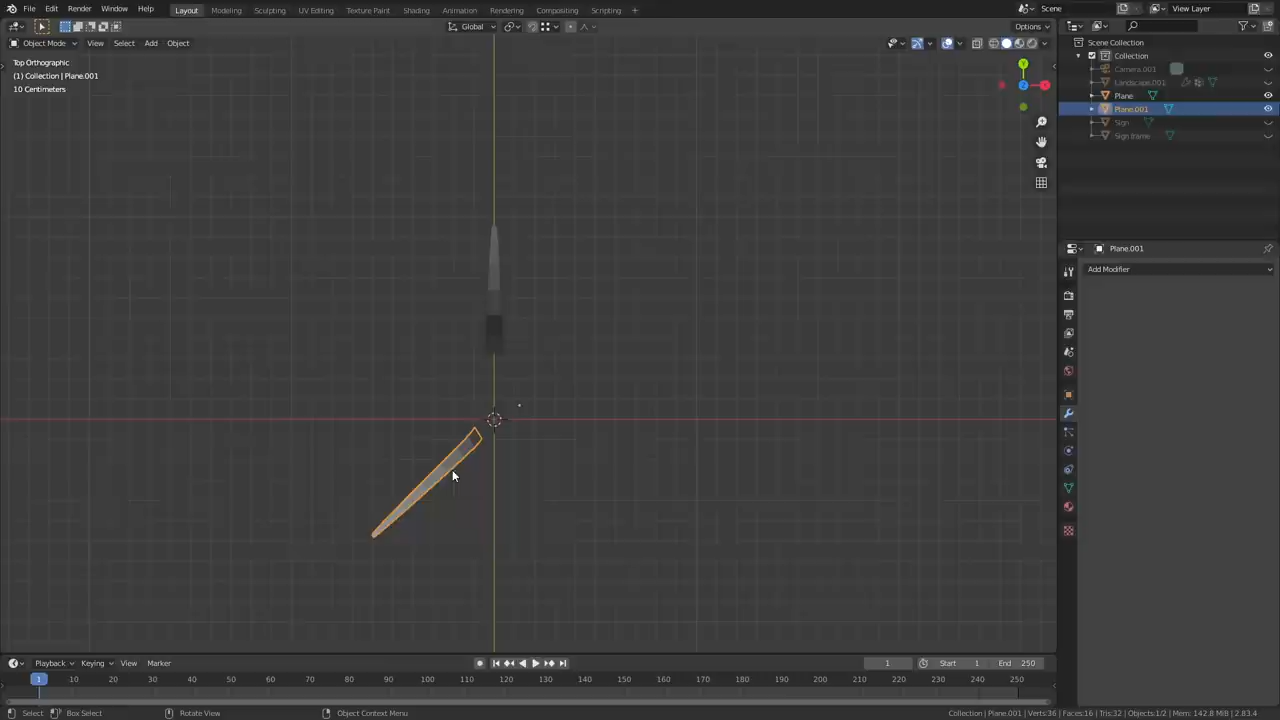 File Edit Render Window Help Layout Modeling Sculpting UV Editing Texture Paint Shading Animation Rendering Compositing Scripting + Scene View Layer
Global Options
Object Mode View Select Add Object
Top Orthographic
(1) Collection | Plane.001
10 Centimeters
Y
X
Z
Scene Collection
Collection
Camera.001
Landscape.001
Plane
Plane.001
Sign
Sign frame
Plane.001
Add Modifier
Playback Keying View Marker 1 Start 1 End 250
1 10 20 30 40 50 60 70 80 90 100 110 120 130 140 150 160 170 180 190 200 210 220 230 240 250
Select Box Select Rotate View Object Context Menu Collection | Plane.001 | Verts:36 | Faces:16 | Tris:32 | Objects:1/2 | Mem: 142.8 MiB | 2.83.4